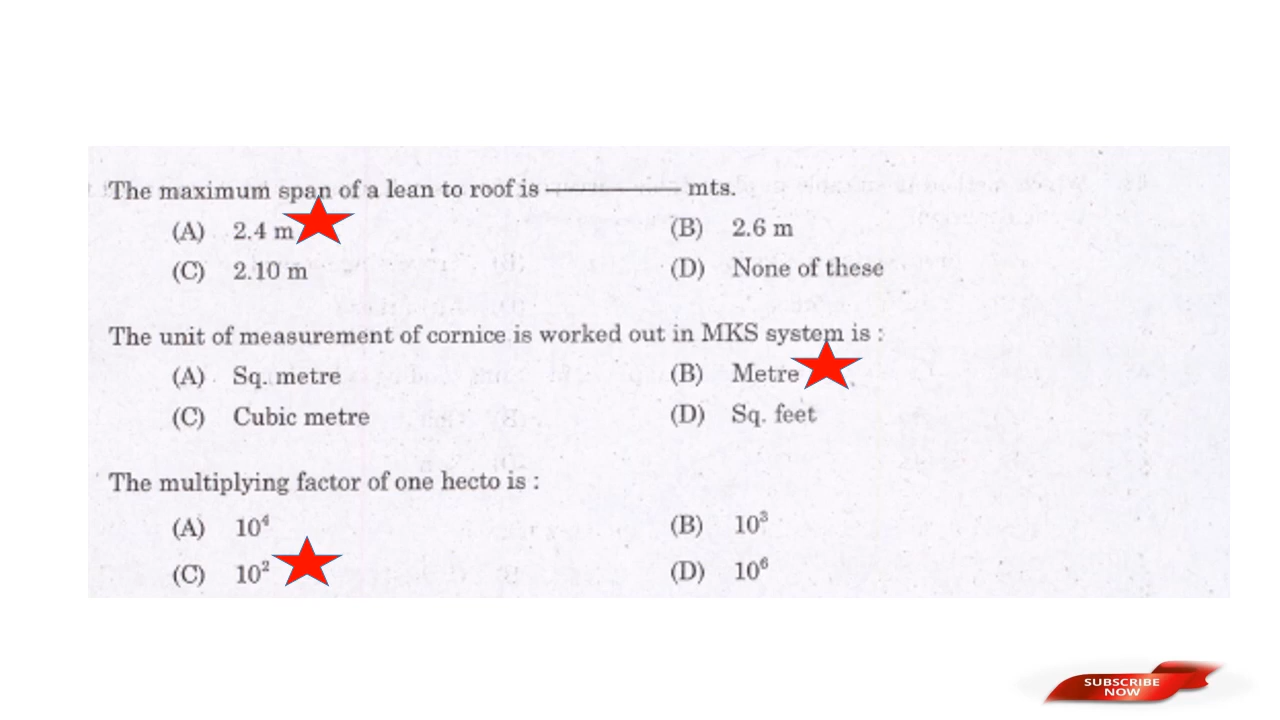 The maximum span of a lean to roof is ———— mts.
(A) 2.4 m (B) 2.6 m
(C) 2.10 m (D) None of these
The unit of measurement of cornice is worked out in MKS system is :
(A) Sq. metre (B) Metre
(C) Cubic metre (D) Sq. feet
The multiplying factor of one hecto is :
(A) 10⁴ (B) 10³
(C) 10² (D) 10⁶
SUBSCRIBE
NOW